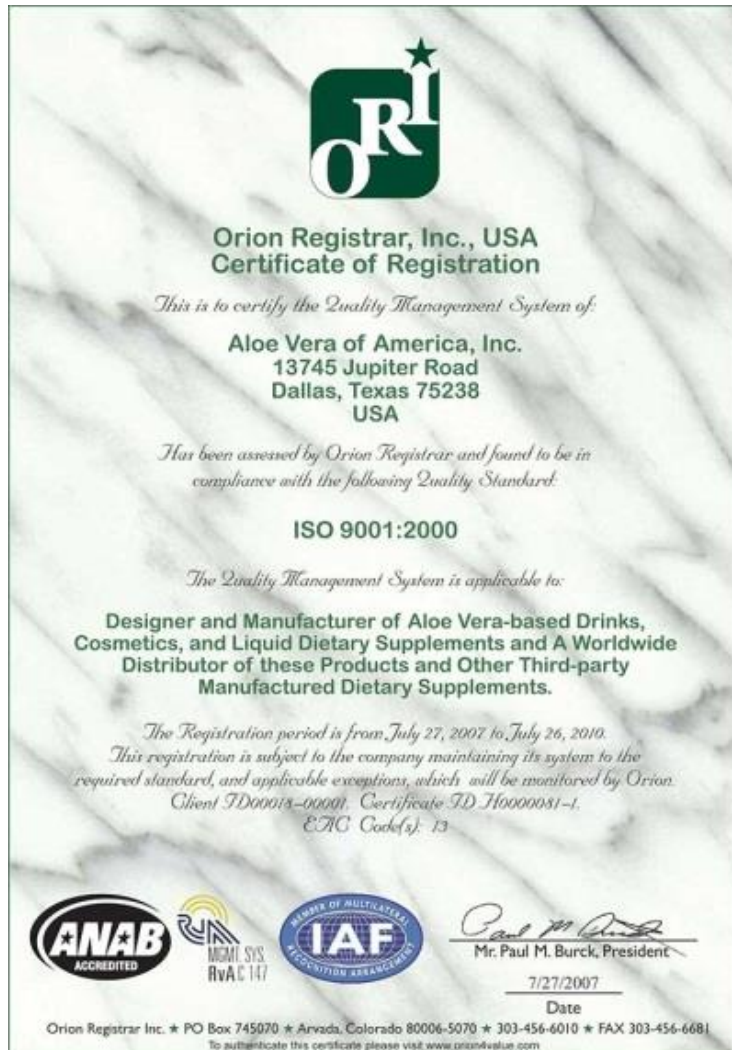 ORI
Orion Registrar, Inc., USA
Certificate of Registration
This is to certify the Quality Management System of:
Aloe Vera of America, Inc.
13745 Jupiter Road
Dallas, Texas 75238
USA
Has been assessed by Orion Registrar and found to be in
compliance with the following Quality Standard:
ISO 9001:2000
The Quality Management System is applicable to:
Designer and Manufacturer of Aloe Vera-based Drinks,
Cosmetics, and Liquid Dietary Supplements and A Worldwide
Distributor of these Products and Other Third-party
Manufactured Dietary Supplements.
The Registration period is from July 27, 2007 to July 26, 2010.
This registration is subject to the company maintaining its system to the
required standard, and applicable exceptions, which will be monitored by Orion.
Client ID00018-00001. Certificate ID H0000081-1.
EAC Code(s): 13
ANAB
ACCREDITED
MGMT. SYS.
RvA C 147
MEMBER OF MULTILATERAL
IAF
RECOGNITION ARRANGEMENT
Mr. Paul M. Burck, President
7/27/2007
Date
Orion Registrar Inc. ★ PO Box 745070 ★ Arvada, Colorado 80006-5070 ★ 303-456-6010 ★ FAX 303-456-6681
To authenticate this certificate please visit www.orion4value.com